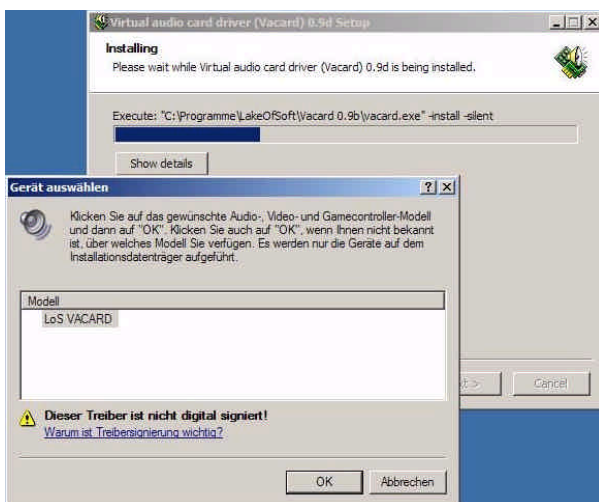 Virtual audio card driver (Vacard) 0.9d Setup
Installing
Please wait while Virtual audio card driver (Vacard) 0.9d is being installed.
Execute: "C:\Programme\LakeOfSoft\Vacard 0.9b\vacard.exe" -install -silent
Show details
Gerät auswählen
Klicken Sie auf das gewünschte Audio-, Video- und Gamecontroller-Modell
und dann auf "OK". Klicken Sie auch auf "OK", wenn Ihnen nicht bekannt
ist, über welches Modell Sie verfügen. Es werden nur die Geräte auf dem
Installationsdatenträger aufgeführt.
Modell
LoS VACARD
Cancel
Dieser Treiber ist nicht digital signiert!
Warum ist Treibersignierung wichtig?
OK Abbrechen